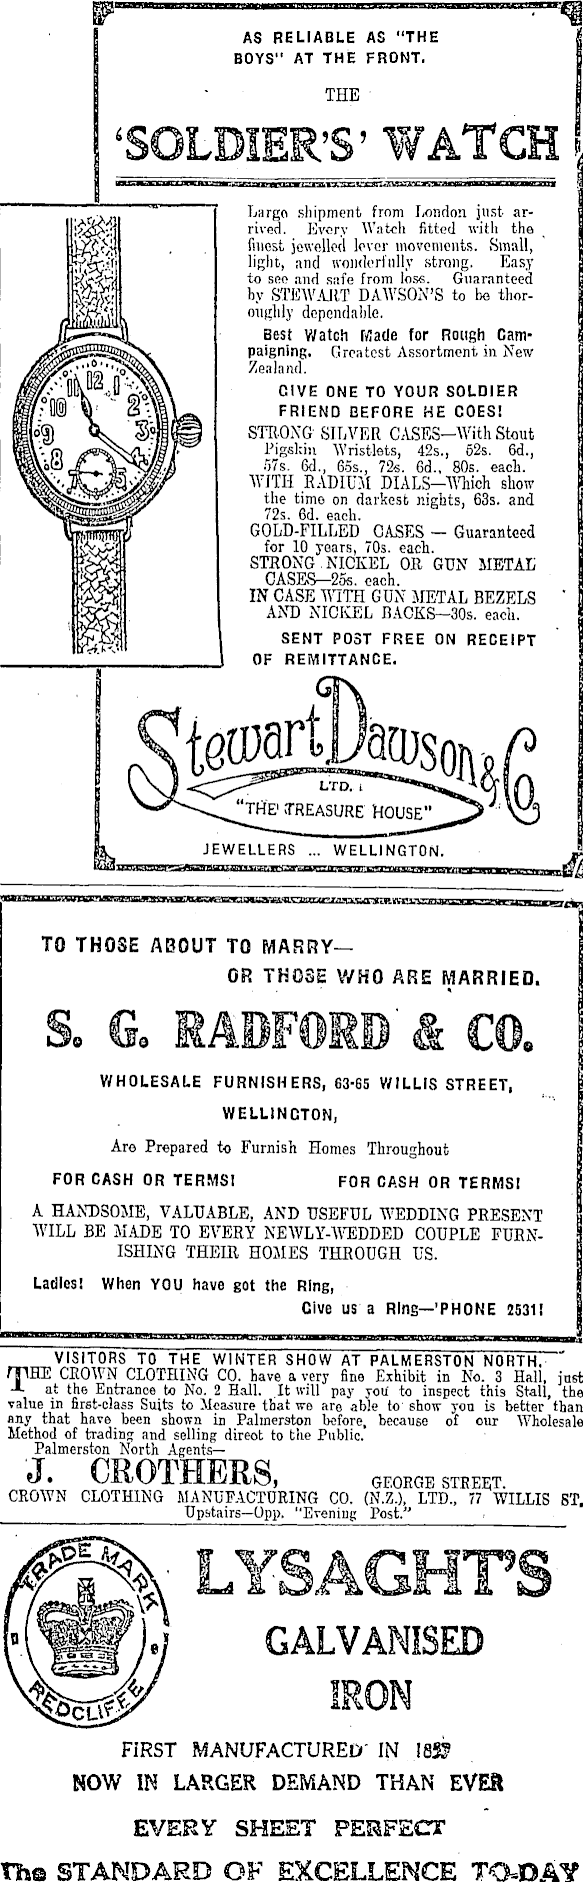 AS RELIABLE AS "THE
BOYS" AT THE FRONT.
THE
'SOLDIER'S' WATCH
Large shipment from London just ar-
rived. Every Watch fitted with the
finest jewelled lever movements. Small,
light, and wonderfully strong. Easy
to see and safe from loss. Guaranteed
by STEWART DAWSON'S to be thor-
oughly dependable.
Best Watch Made for Rough Cam-
paigning. Greatest Assortment in New
Zealand.
GIVE ONE TO YOUR SOLDIER
FRIEND BEFORE HE GOES!
STRONG SILVER CASES—With Stout
Pigskin Wristlets, 42s., 52s. 6d.,
57s. 6d., 65s., 72s. 6d., 80s. each.
WITH RADIUM DIALS—Which show
the time on darkest nights, 63s. and
72s. 6d. each.
GOLD-FILLED CASES — Guaranteed
for 10 years, 70s. each.
STRONG NICKEL OR GUN METAL
CASES—25s. each.
IN CASE WITH GUN METAL BEZELS
AND NICKEL BACKS—30s. each.
SENT POST FREE ON RECEIPT
OF REMITTANCE.
11 12 1
10 2
9 3
8 4
7 5
Stewart Dawson & Co
LTD.
"THE TREASURE HOUSE"
JEWELLERS ... WELLINGTON.
TO THOSE ABOUT TO MARRY—
OR THOSE WHO ARE MARRIED.
S. G. RADFORD & CO.
WHOLESALE FURNISHERS, 63-65 WILLIS STREET,
WELLINGTON,
Are Prepared to Furnish Homes Throughout
FOR CASH OR TERMS! FOR CASH OR TERMS!
A HANDSOME, VALUABLE, AND USEFUL WEDDING PRESENT
WILL BE MADE TO EVERY NEWLY-WEDDED COUPLE FURN-
ISHING THEIR HOMES THROUGH US.
Ladies! When YOU have got the Ring,
Give us a Ring—'PHONE 2531!
VISITORS TO THE WINTER SHOW AT PALMERSTON NORTH.
THE CROWN CLOTHING CO. have a very fine Exhibit in No. 3 Hall, just
at the Entrance to No. 2 Hall. It will pay you to inspect this Stall, the
value in first-class Suits to Measure that we are able to show you is better than
any that have been shown in Palmerston before, because of our Wholesale
Method of trading and selling direct to the Public.
Palmerston North Agents—
J. CROTHERS, GEORGE STREET.
CROWN CLOTHING MANUFACTURING CO. (N.Z.), LTD., 77 WILLIS ST.
Upstairs—Opp. "Evening Post."
TRADE MARK
REDCLIFFE
LYSAGHT'S
GALVANISED
IRON
FIRST MANUFACTURED IN
NOW IN LARGER DEMAND THAN EVER
EVERY SHEET PERFECT
The STANDARD OF EXCELLENCE TO-DAY